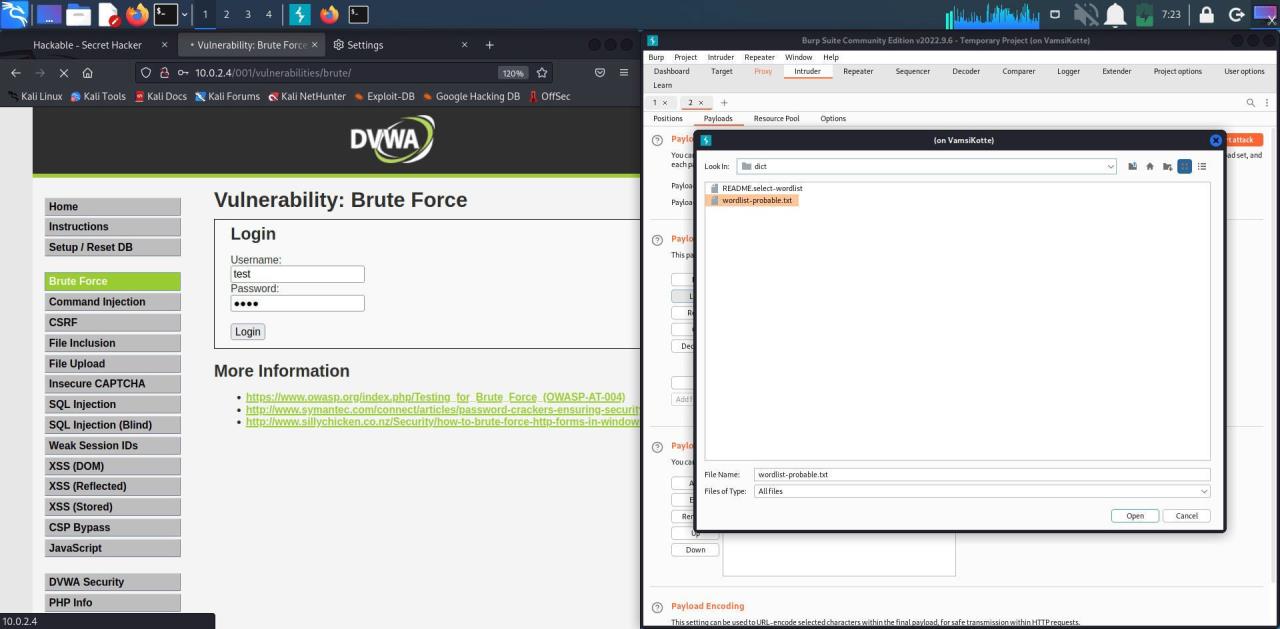 1 2 3 4
7:23
Hackable - Secret Hacker
Vulnerability: Brute Force
Settings
10.0.2.4/001/vulnerabilities/brute/
120%
Kali Linux Kali Tools Kali Docs Kali Forums Kali NetHunter Exploit-DB Google Hacking DB OffSec
DVWA
Home
Instructions
Setup / Reset DB
Brute Force
Command Injection
CSRF
File Inclusion
File Upload
Insecure CAPTCHA
SQL Injection
SQL Injection (Blind)
Weak Session IDs
XSS (DOM)
XSS (Reflected)
XSS (Stored)
CSP Bypass
JavaScript
DVWA Security
PHP Info
Vulnerability: Brute Force
Login
Username:
test
Password:
Login
More Information
https://www.owasp.org/index.php/Testing_for_Brute_Force_(OWASP-AT-004)
http://www.symantec.com/connect/articles/password-crackers-ensuring-securit
http://www.sillychicken.co.nz/Security/how-to-brute-force-http-forms-in-window
10.0.2.4
Burp Suite Community Edition v2022.9.6 - Temporary Project (on VamsiKotte)
Burp Project Intruder Repeater Window Help
Dashboard Target Proxy Intruder Repeater Sequencer Decoder Comparer Logger Extender Project options User options
Learn
1 × 2 × +
Positions Payloads Resource Pool Options
Paylo
rt attack
You ca
ad set, and
each p
Payloa
Payloa
Paylo
This pa
L
Re
Dec
Add
Paylo
You ca
A
E
Ren
Up
Down
Payload Encoding
This setting can be used to URL-encode selected characters within the final payload, for safe transmission within HTTP requests.
(on VamsiKotte)
Look In: dict
README.select-wordlist
wordlist-probable.txt
File Name: wordlist-probable.txt
Files of Type: All files
Open Cancel